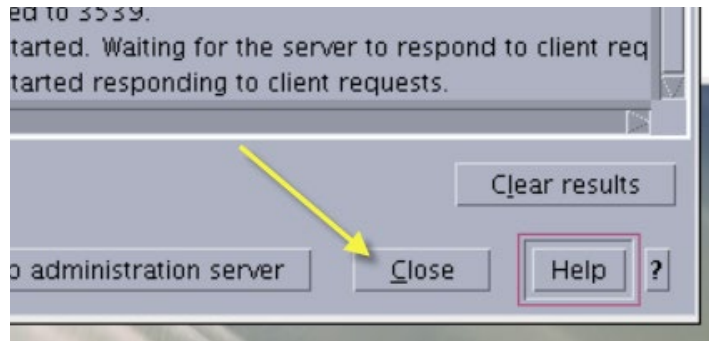 ed to 3539.
tarted. Waiting for the server to respond to client req
tarted responding to client requests.
Clear results
administration server
Close
Help
?